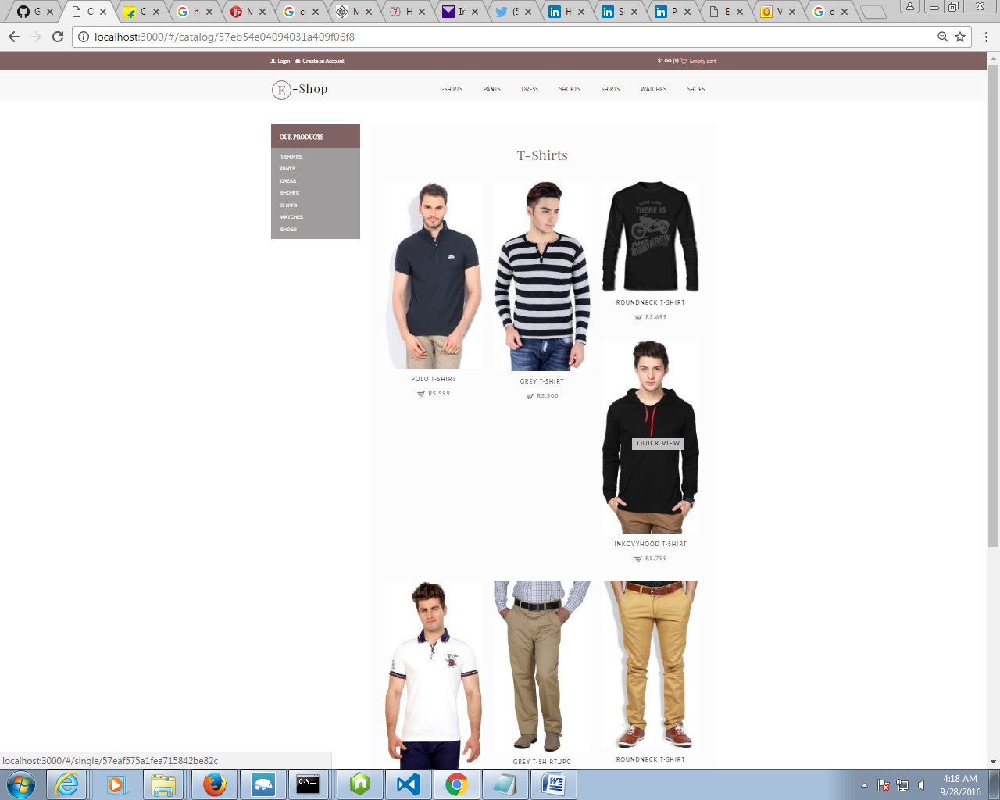 G
C
C
h
M
cr
M
H
Ir
(5
H
S
P
E
V
d
localhost:3000/#/catalog/57eb54e04094031a409f06f8
Login Create an Account
$1.00 (1) Empty cart
E-Shop
T-SHIRTS PANTS DRESS SHORTS SHIRTS WATCHES SHOES
OUR PRODUCTS
T-SHIRTS
PANTS
DRESS
SHORTS
SHIRTS
WATCHES
SHOES
T-Shirts
RIDE LIKE
THERE IS
TOMORROW
POLO T-SHIRT
RS.599
GREY T-SHIRT
RS.500
ROUNDNECK T-SHIRT
RS.699
QUICK VIEW
INKOVYHOOD T-SHIRT
RS.799
GREY T-SHIRT.JPG
ROUNDNECK T-SHIRT
localhost:3000/#/single/57eaf575a1fea715842be82c
4:18 AM
9/28/2016